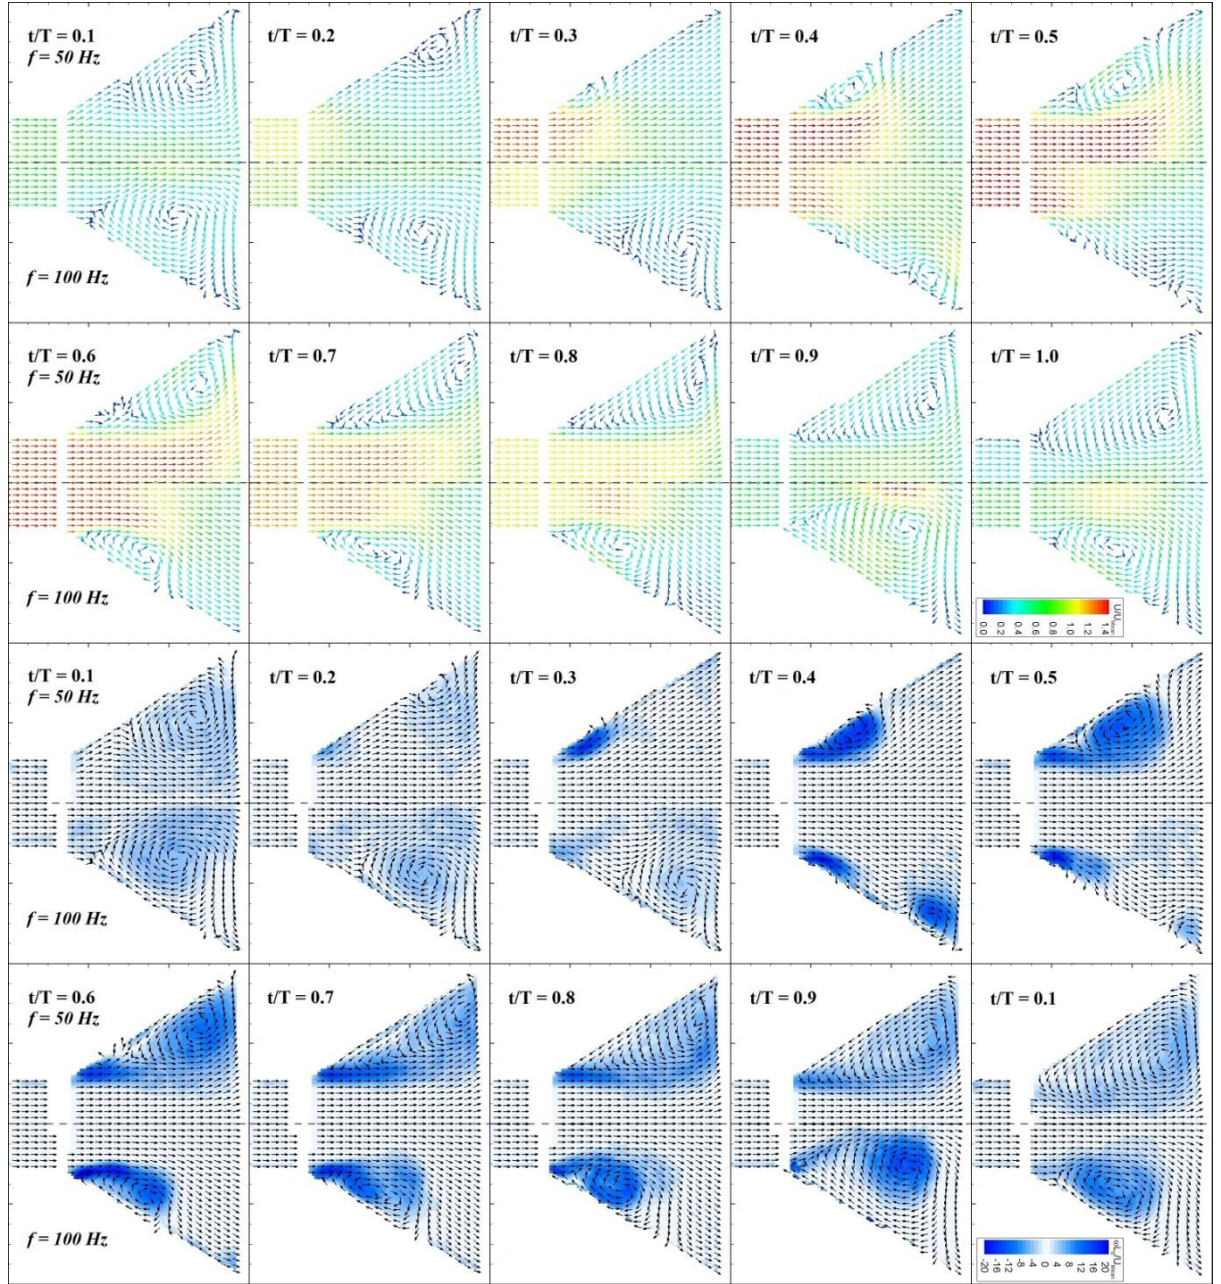 t/T = 0.1 t/T = 0.2 t/T = 0.3 t/T = 0.4 t/T = 0.5
f = 50 Hz
f = 100 Hz
t/T = 0.6 t/T = 0.7 t/T = 0.8 t/T = 0.9 t/T = 1.0
f = 50 Hz
f = 100 Hz
U/U_Mean
0.0 0.2 0.4 0.6 0.8 1.0 1.2 1.4
t/T = 0.1 t/T = 0.2 t/T = 0.3 t/T = 0.4 t/T = 0.5
f = 50 Hz
f = 100 Hz
t/T = 0.6 t/T = 0.7 t/T = 0.8 t/T = 0.9 t/T = 0.1
f = 50 Hz
f = 100 Hz
-20 -16 -12 -8 -4 0 4 8 12 16 20